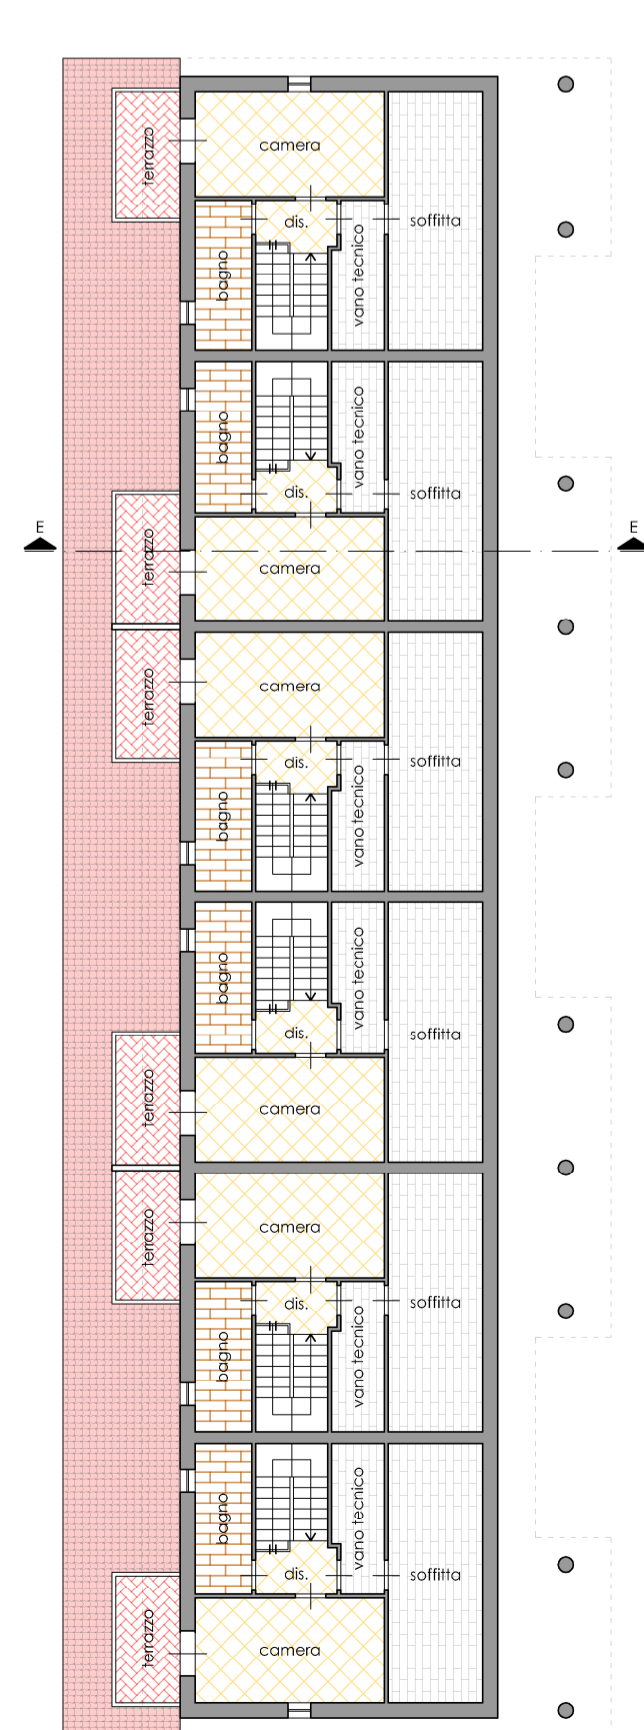 terrazzo
camera
dis.
soffitta
bagno
vano tecnico
bagno
vano tecnico
dis.
soffitta
E
E
terrazzo
camera
terrazzo
camera
dis.
soffitta
bagno
vano tecnico
bagno
vano tecnico
dis.
soffitta
terrazzo
camera
terrazzo
camera
dis.
soffitta
bagno
vano tecnico
bagno
vano tecnico
dis.
soffitta
terrazzo
camera